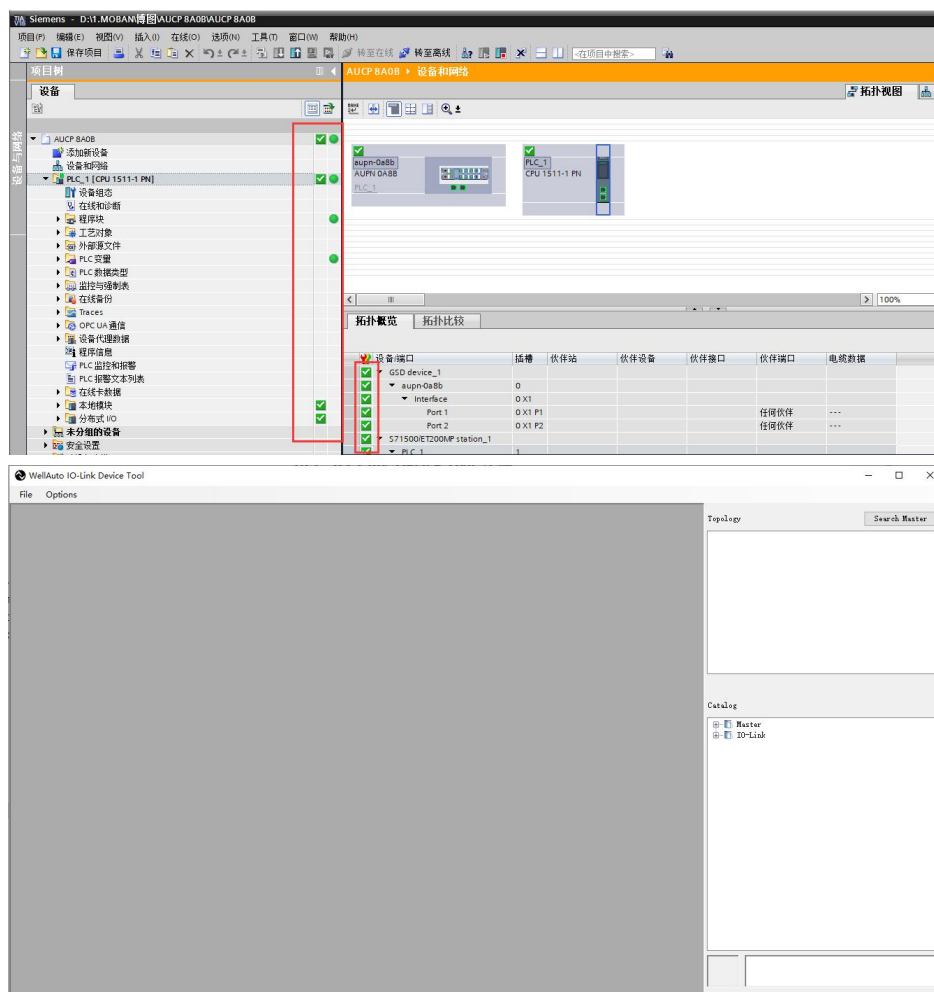 Siemens - D:\1.MOBAN\博图\AUCP 8A0B\AUCP 8A0B
项目(P) 编辑(E) 视图(V) 插入(I) 在线(O) 选项(N) 工具(T) 窗口(W) 帮助(H)
保存项目 转至在线 转至离线 <在项目中搜索>
项目树
AUCP 8A0B ▸ 设备和网络
设备
拓扑视图
设备与网络
AUCP 8A0B
添加新设备
设备和网络
PLC_1 [CPU 1511-1 PN]
设备组态
在线和诊断
程序块
工艺对象
外部源文件
PLC 变量
PLC 数据类型
监控与强制表
在线备份
Traces
OPC UA 通信
设备代理数据
程序信息
PLC 监控和报警
PLC 报警文本列表
在线卡数据
本地模块
分布式 I/O
未分组的设备
安全设置
aupn-0a8b
AUPN 0A8B
PLC_1
PLC_1
CPU 1511-1 PN
100%
拓扑概览 拓扑比较
设备/端口 插槽 伙伴站 伙伴设备 伙伴接口 伙伴端口 电缆数据
GSD device_1
aupn-0a8b 0
Interface 0 X1
Port 1 0 X1 P1 任何伙伴 ---
Port 2 0 X1 P2 任何伙伴 ---
S71500/ET200MP station_1
PLC_1 1
WellAuto IO-Link Device Tool
File Options
Topology Search Master
Catalog
Master
IO-Link